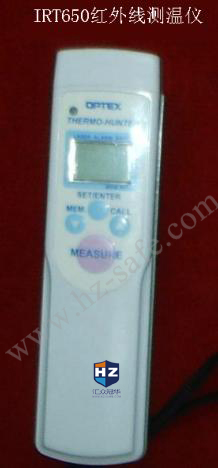 IRT650红外线测温仪
OPTEX
THERMO-HUNTER
SET/ENTER
MEM. CALL
MEASURE
www.hz-safe.com
HZ